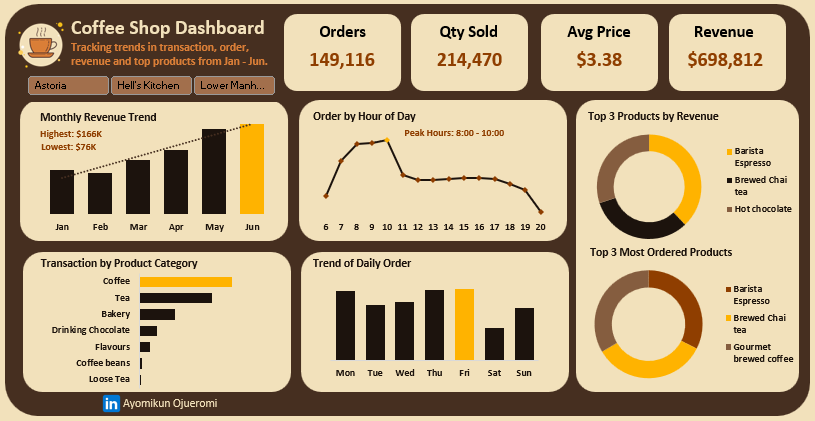 Coffee Shop Dashboard
Tracking trends in transaction, order,
revenue and top products from Jan - Jun.
Astoria
Hell's Kitchen
Lower Manh...
Orders
149,116
Qty Sold
214,470
Avg Price
$3.38
Revenue
$698,812
Monthly Revenue Trend
Highest: $166K
Lowest: $76K
Jan Feb Mar Apr May Jun
Order by Hour of Day
Peak Hours: 8:00 - 10:00
6 7 8 9 10 11 12 13 14 15 16 17 18 19 20
Top 3 Products by Revenue
Barista
Espresso
Brewed Chai
tea
Hot chocolate
Transaction by Product Category
Coffee
Tea
Bakery
Drinking Chocolate
Flavours
Coffee beans
Loose Tea
Trend of Daily Order
Mon Tue Wed Thu Fri Sat Sun
Top 3 Most Ordered Products
Barista
Espresso
Brewed Chai
tea
Gourmet
brewed coffee
in Ayomikun Ojueromi